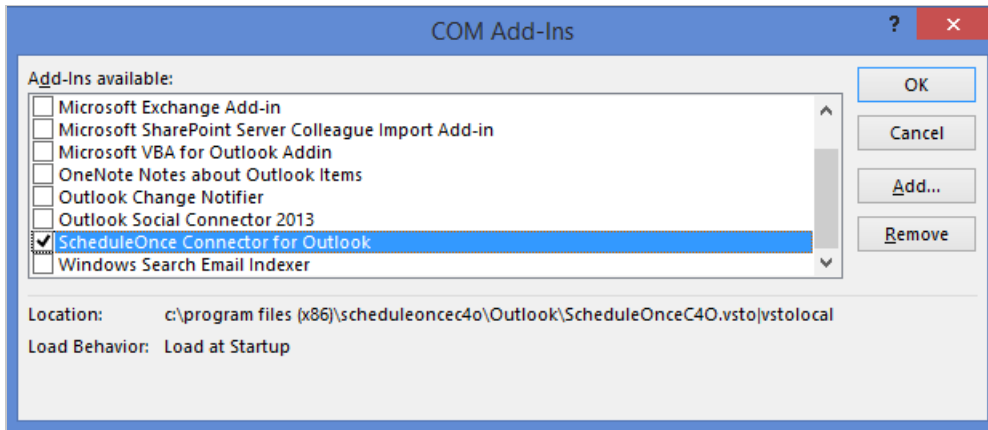 COM Add-Ins
?
Add-Ins available:
Microsoft Exchange Add-in
Microsoft SharePoint Server Colleague Import Add-in
Microsoft VBA for Outlook Addin
OneNote Notes about Outlook Items
Outlook Change Notifier
Outlook Social Connector 2013
ScheduleOnce Connector for Outlook
Windows Search Email Indexer
OK
Cancel
Add...
Remove
Location: c:\program files (x86)\scheduleoncec4o\Outlook\ScheduleOnceC4O.vsto|vstolocal
Load Behavior: Load at Startup